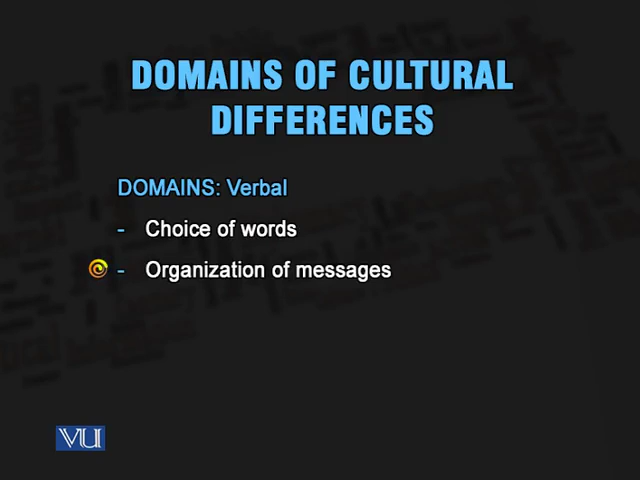 DOMAINS OF CULTURAL
DIFFERENCES
DOMAINS: Verbal
- Choice of words
- Organization of messages
VU